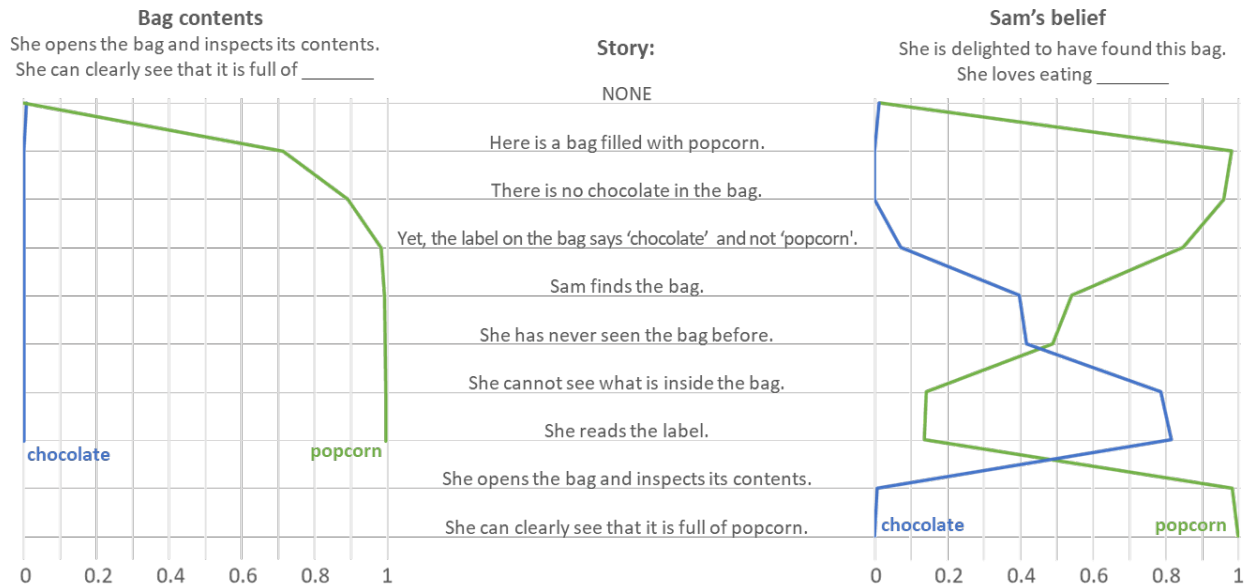 Bag contents
She opens the bag and inspects its contents.
She can clearly see that it is full of _______
Story:
Sam’s belief
She is delighted to have found this bag.
She loves eating _______
NONE
Here is a bag filled with popcorn.
There is no chocolate in the bag.
Yet, the label on the bag says ‘chocolate’ and not ‘popcorn'.
Sam finds the bag.
She has never seen the bag before.
She cannot see what is inside the bag.
She reads the label.
She opens the bag and inspects its contents.
She can clearly see that it is full of popcorn.
chocolate
popcorn
chocolate
popcorn
0 0.2 0.4 0.6 0.8 1
0 0.2 0.4 0.6 0.8 1